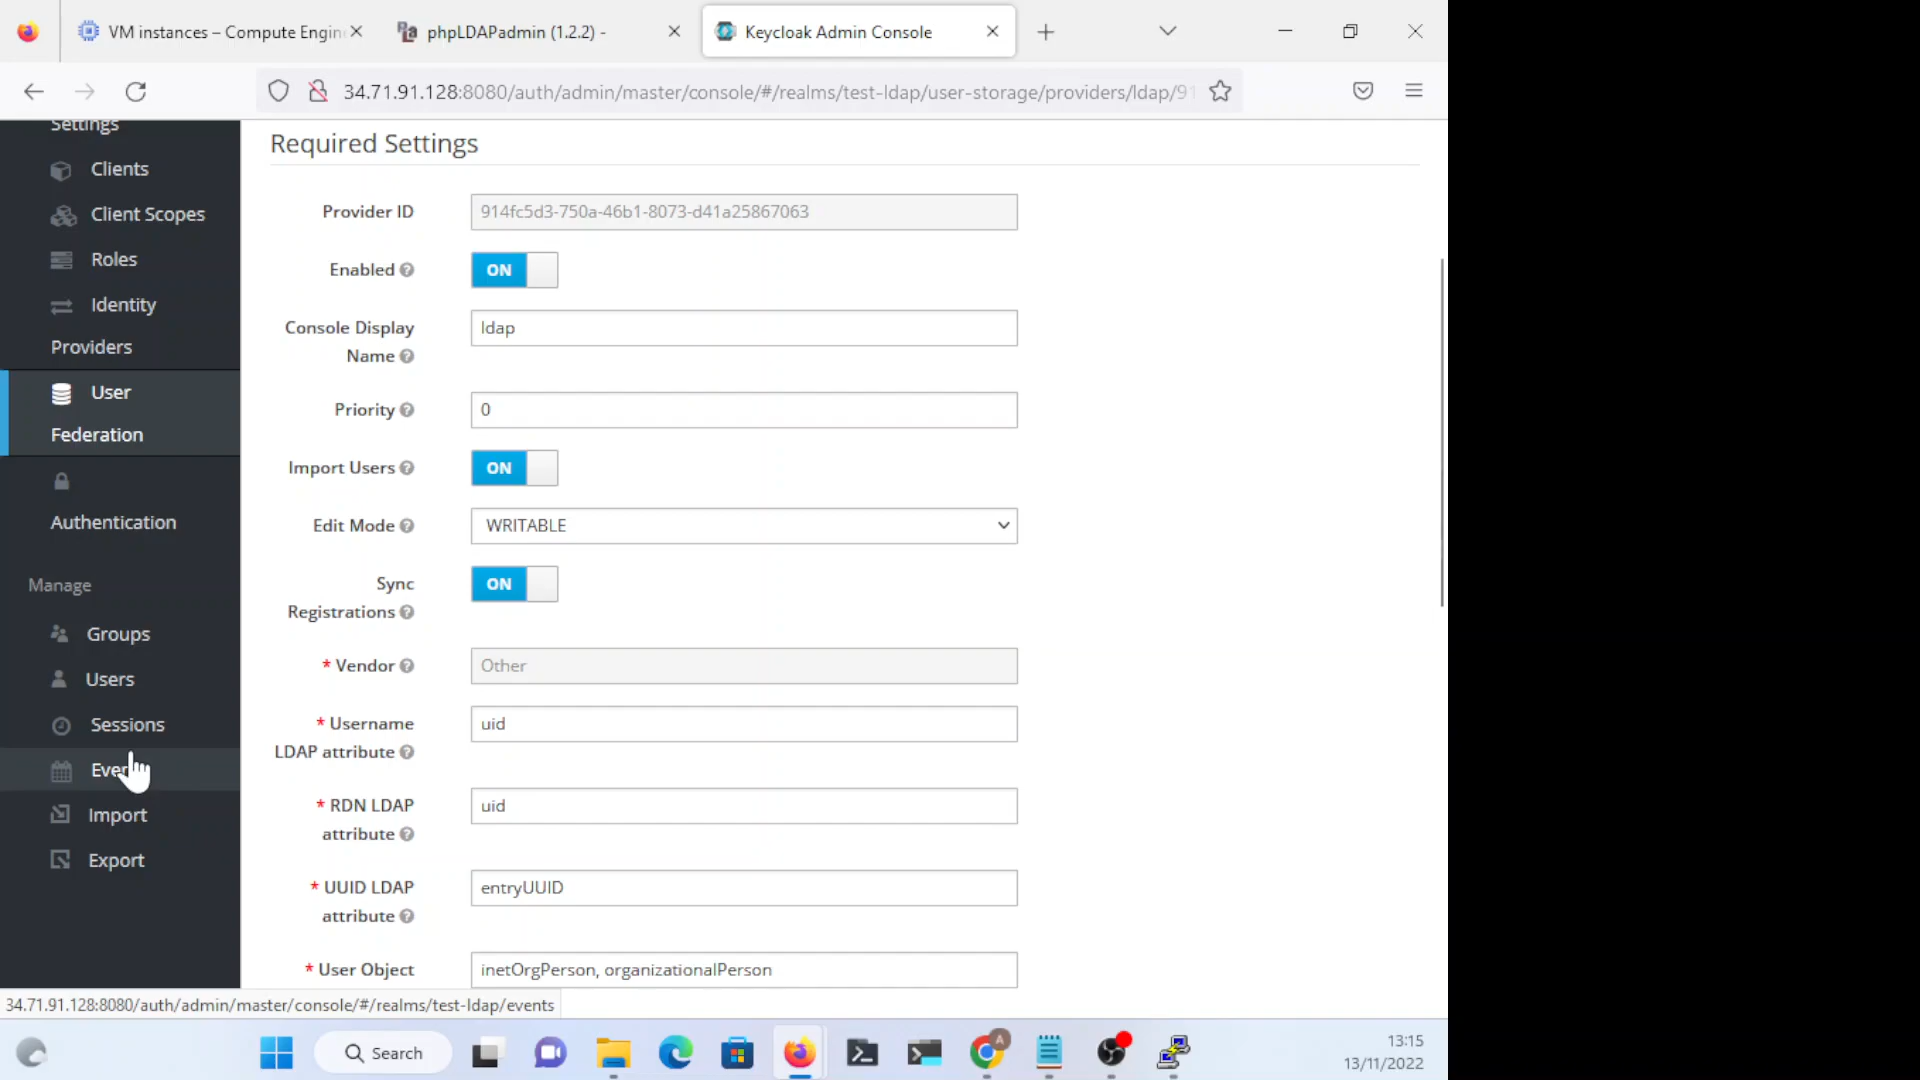 VM instances – Compute Engin
phpLDAPadmin (1.2.2) -
Keycloak Admin Console
34.71.91.128:8080/auth/admin/master/console/#/realms/test-ldap/user-storage/providers/ldap/91
Settings
Clients
Client Scopes
Roles
Identity
Providers
User
Federation
Authentication
Manage
Groups
Users
Sessions
Import
Export
Required Settings
Provider ID
914fc5d3-750a-46b1-8073-d41a25867063
Enabled
ON
Console Display
Name
ldap
Priority
0
Import Users
ON
Edit Mode
WRITABLE
Sync
Registrations
ON
* Vendor
Other
* Username
LDAP attribute
uid
* RDN LDAP
attribute
uid
* UUID LDAP
attribute
entryUUID
* User Object
inetOrgPerson, organizationalPerson
34.71.91.128:8080/auth/admin/master/console/#/realms/test-ldap/events
Search
A
13:15
13/11/2022